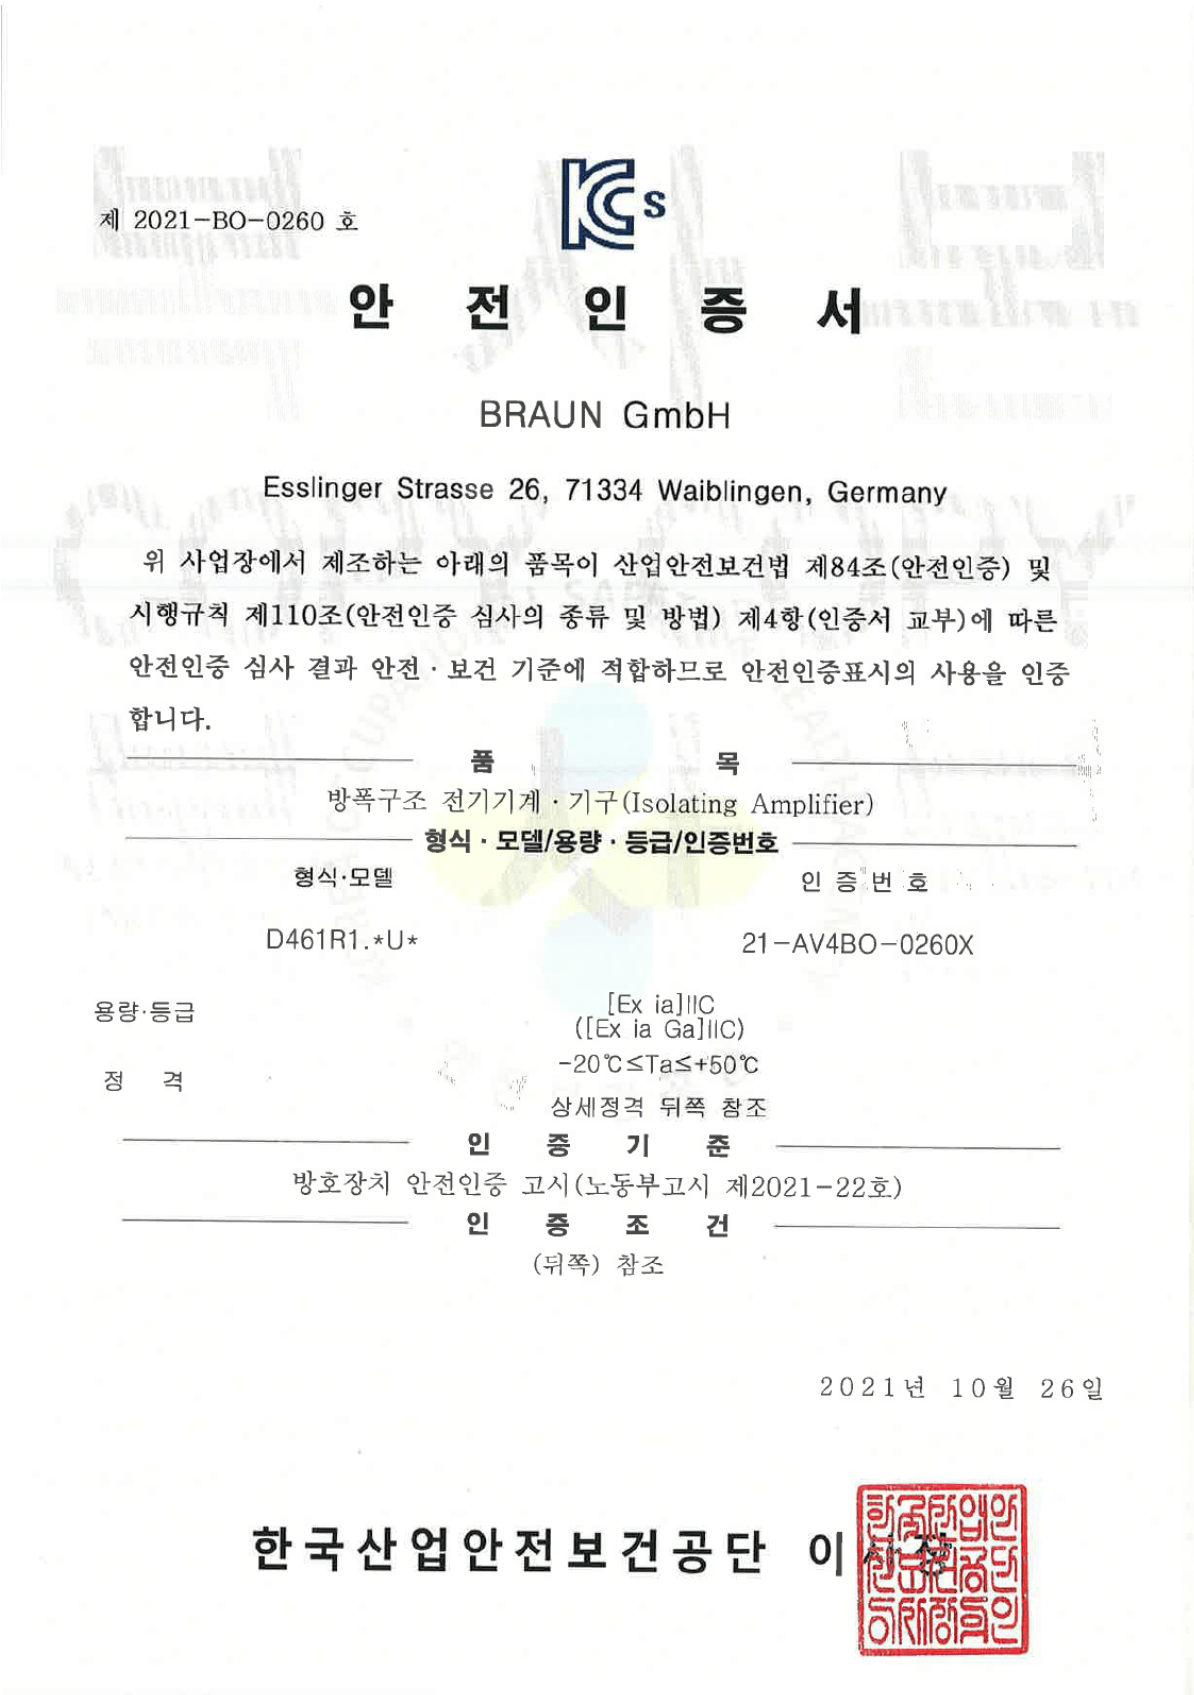 제 2021-BO-0260 호
KCs
안 전 인 증 서
BRAUN GmbH
Esslinger Strasse 26, 71334 Waiblingen, Germany
위 사업장에서 제조하는 아래의 품목이 산업안전보건법 제84조(안전인증) 및
시행규칙 제110조(안전인증 심사의 종류 및 방법) 제4항(인증서 교부)에 따른
안전인증 심사 결과 안전·보건 기준에 적합하므로 안전인증표시의 사용을 인증
합니다.
품 목
방폭구조 전기기계·기구(Isolating Amplifier)
형식·모델/용량·등급/인증번호
형식·모델 인 증 번 호
D461R1.*U* 21-AV4BO-0260X
용량·등급 [Ex ia]IIC
([Ex ia Ga]IIC)
-20℃≤Ta≤+50℃
정 격
상세정격 뒤쪽 참조
인 증 기 준
방호장치 안전인증 고시(노동부고시 제2021-22호)
인 증 조 건
(뒤쪽) 참조
2021년 10월 26일
한국산업안전보건공단 이사장